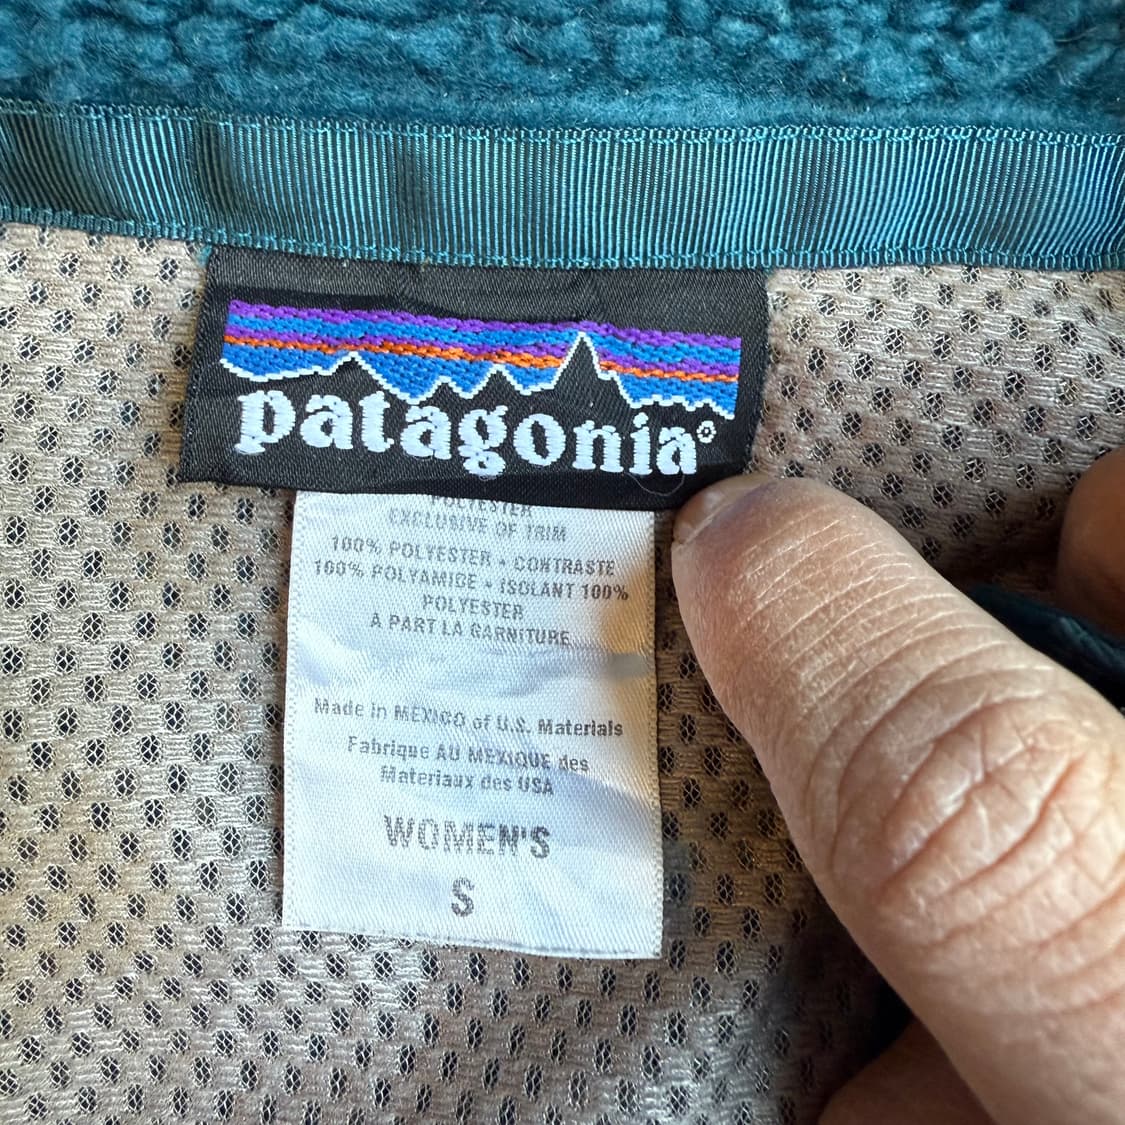 patagonia®
POLYESTER
EXCLUSIVE OF TRIM
100% POLYESTER • CONTRASTE
100% POLYAMIDE • ISOLANT 100%
POLYESTER
À PART LA GARNITURE
Made in MEXICO of U.S. Materials
Fabrique AU MEXIQUE des
Materiaux des USA
WOMEN'S
S